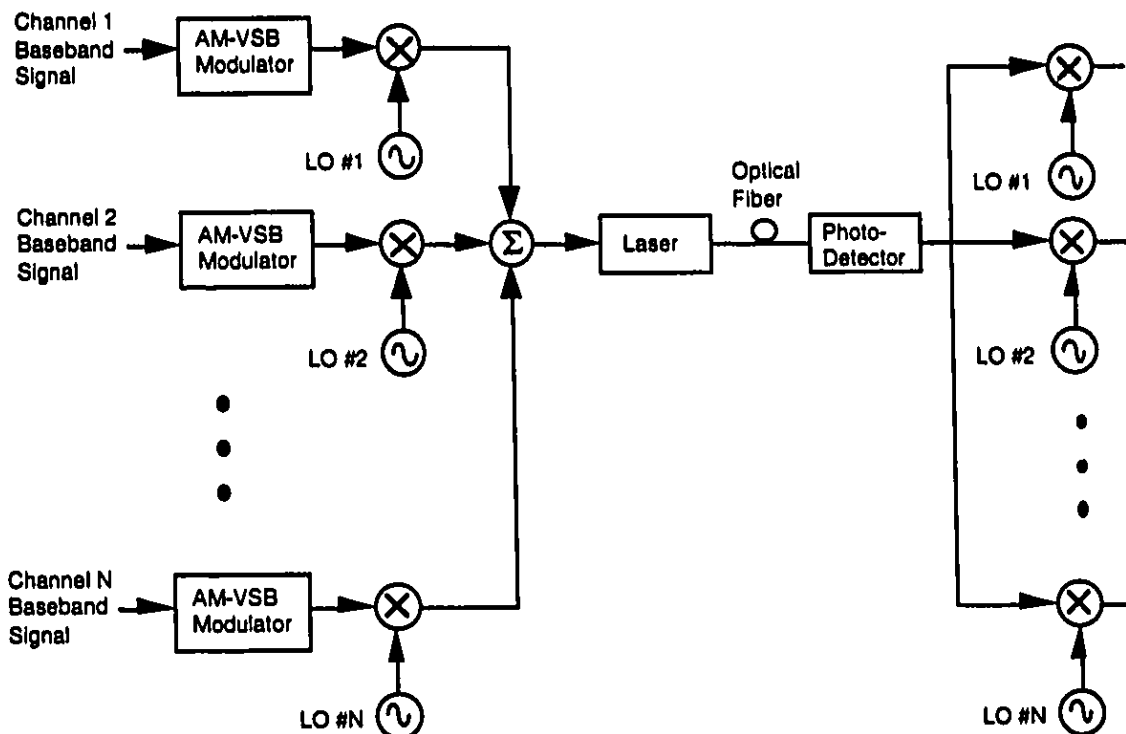 Channel 1
Baseband
Signal
AM-VSB
Modulator
LO #1
Channel 2
Baseband
Signal
AM-VSB
Modulator
LO #2
Σ
Laser
Optical
Fiber
Photo-
Detector
LO #1
LO #2
Channel N
Baseband
Signal
AM-VSB
Modulator
LO #N
LO #N